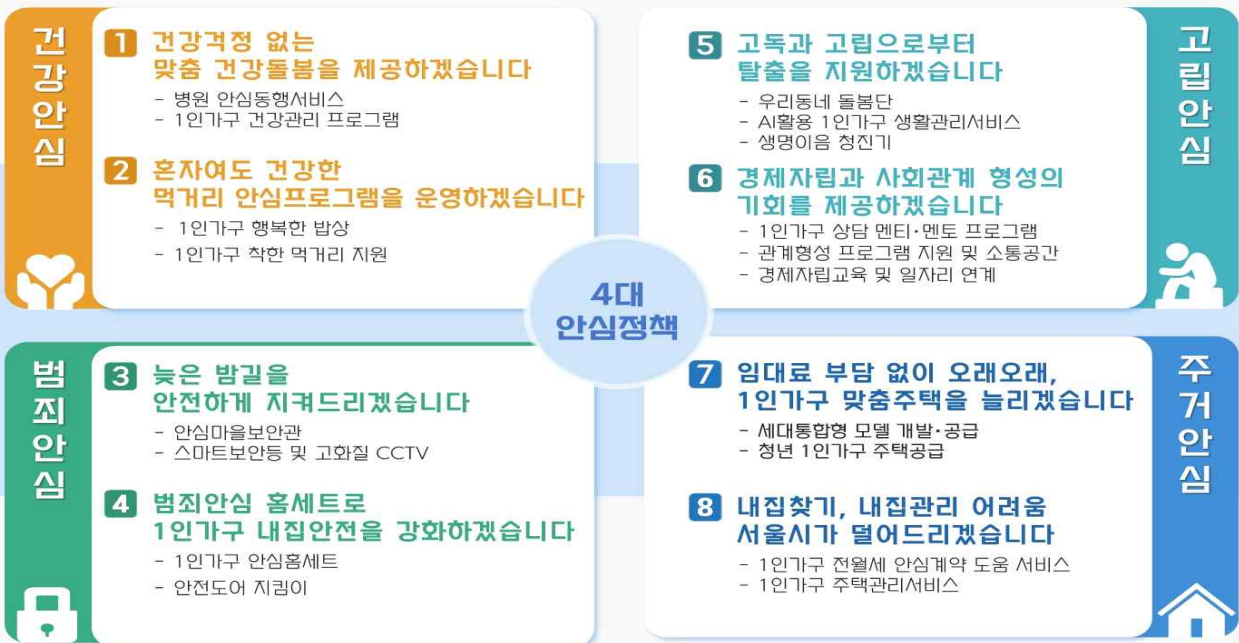 건강안심
1 건강걱정 없는
맞춤 건강돌봄을 제공하겠습니다
- 병원 안심동행서비스
- 1인가구 건강관리 프로그램
2 혼자여도 건강한
먹거리 안심프로그램을 운영하겠습니다
- 1인가구 행복한 밥상
- 1인가구 착한 먹거리 지원
범죄안심
3 늦은 밤길을
안전하게 지켜드리겠습니다
- 안심마을보안관
- 스마트보안등 및 고화질 CCTV
4 범죄안심 홈세트로
1인가구 내집안전을 강화하겠습니다
- 1인가구 안심홈세트
- 안전도어 지킴이
4대
안심정책
고립안심
5 고독과 고립으로부터
탈출을 지원하겠습니다
- 우리동네 돌봄단
- AI활용 1인가구 생활관리서비스
- 생명이음 청진기
6 경제자립과 사회관계 형성의
기회를 제공하겠습니다
- 1인가구 상담 멘티·멘토 프로그램
- 관계형성 프로그램 지원 및 소통공간
- 경제자립교육 및 일자리 연계
주거안심
7 임대료 부담 없이 오래오래,
1인가구 맞춤주택을 늘리겠습니다
- 세대통합형 모델 개발·공급
- 청년 1인가구 주택공급
8 내집찾기, 내집관리 어려움
서울시가 덜어드리겠습니다
- 1인가구 전월세 안심계약 도움 서비스
- 1인가구 주택관리서비스